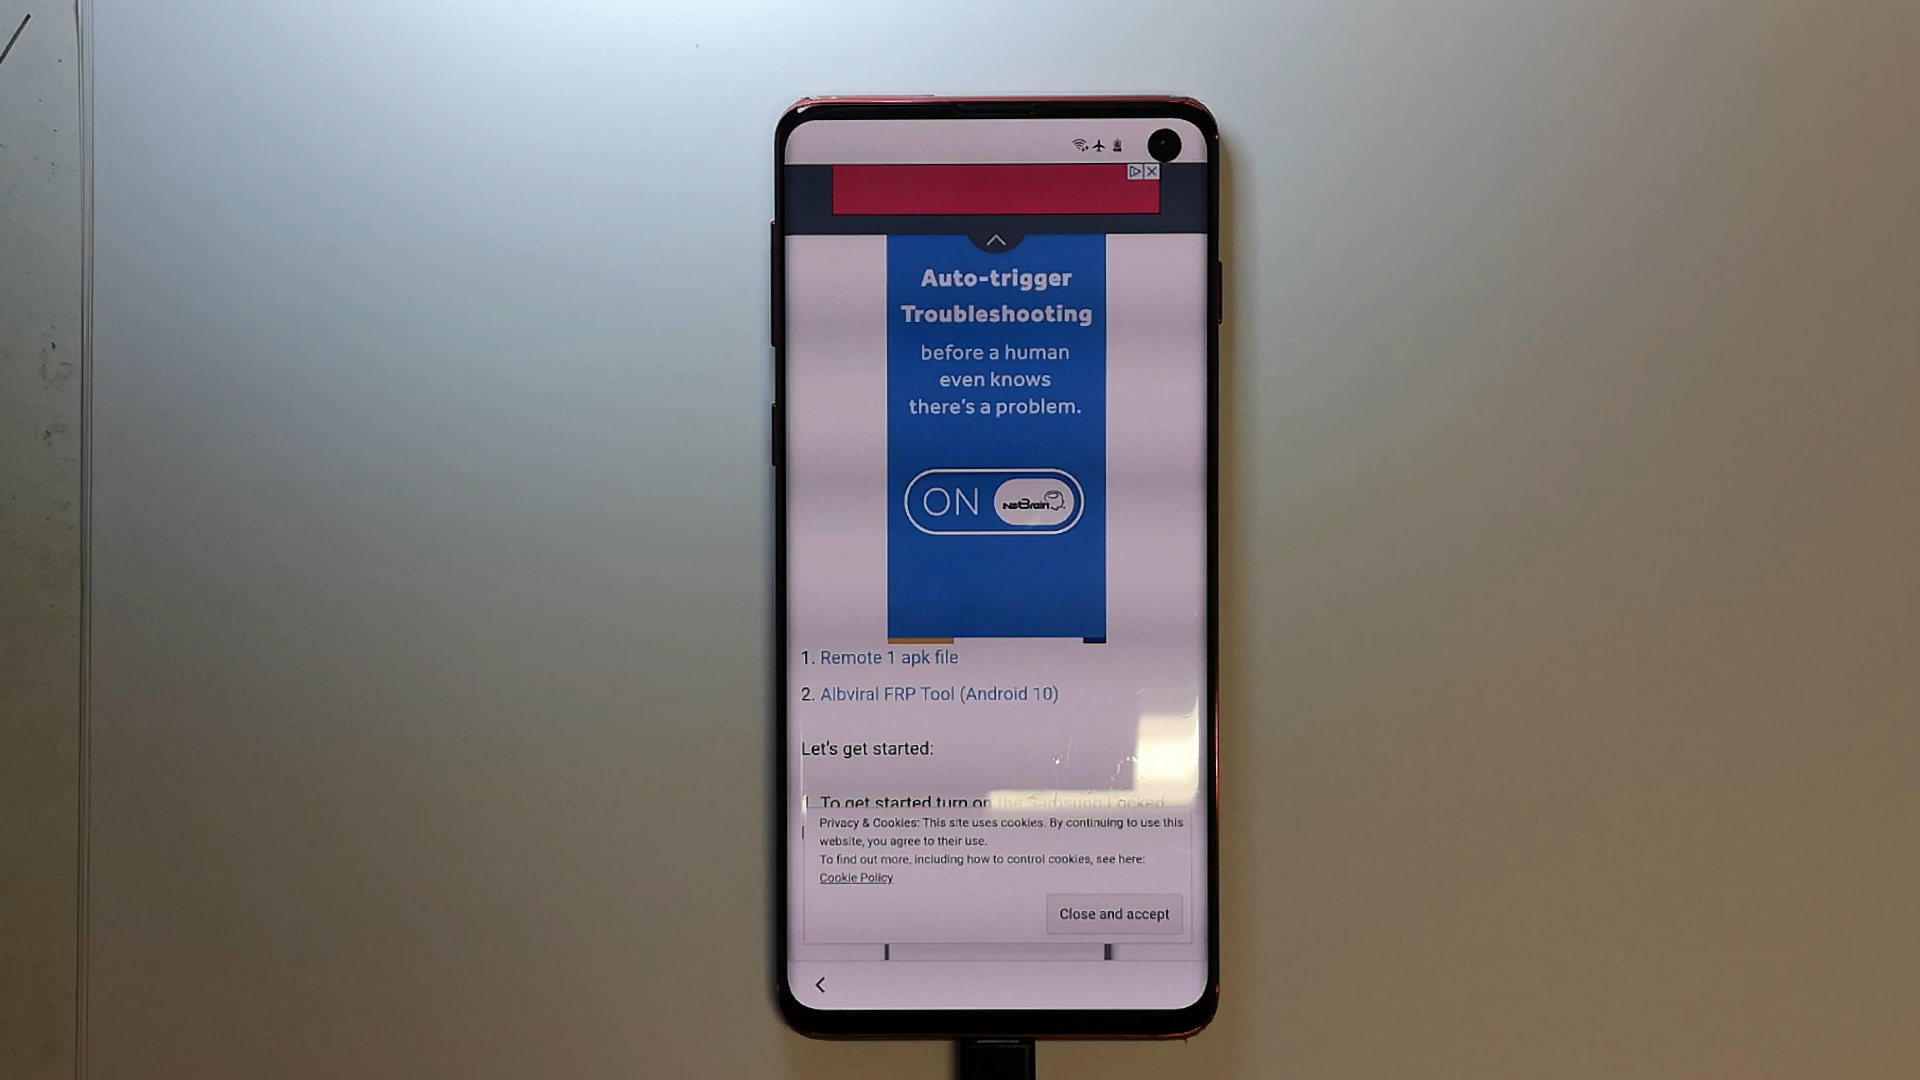 Auto-trigger
Troubleshooting
before a human
even knows
there's a problem.
ON NetBrain
1. Remote 1 apk file
2. Albviral FRP Tool (Android 10)
Let's get started:
To get started turn on the Samsung Locked
Privacy & Cookies: This site uses cookies. By continuing to use this
website, you agree to their use.
To find out more, including how to control cookies, see here:
Cookie Policy
Close and accept